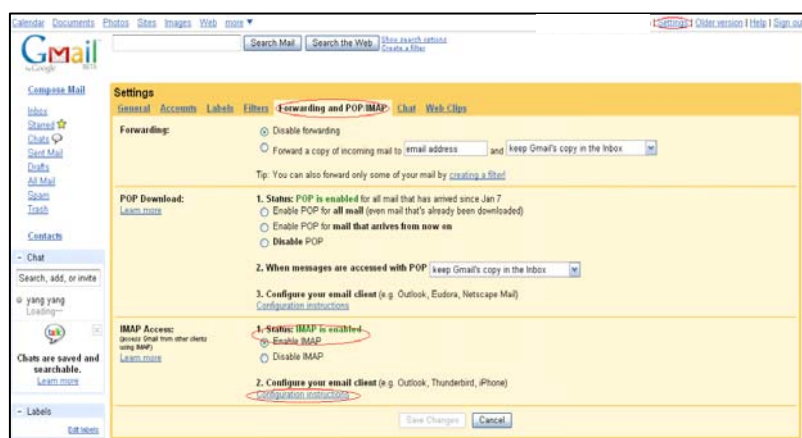 Calendar Documents Photos Sites Images Web more ▼
Settings | Older version | Help | Sign out
Gmail
by Google BETA
Search Mail Search the Web Show search options
Create a filter
Compose Mail
Inbox
Starred
Chats
Sent Mail
Drafts
All Mail
Spam
Trash
Contacts
- Chat
Search, add, or invite
yang yang
Loading
talk
Chats are saved and
searchable.
Learn more
- Labels
Edit labels
Settings
General Accounts Labels Filters Forwarding and POP/IMAP Chat Web Clips
Forwarding:
Disable forwarding
Forward a copy of incoming mail to email address and keep Gmail's copy in the Inbox
Tip: You can also forward only some of your mail by creating a filter!
POP Download:
Learn more
1. Status: POP is enabled for all mail that has arrived since Jan 7
Enable POP for all mail (even mail that's already been downloaded)
Enable POP for mail that arrives from now on
Disable POP
2. When messages are accessed with POP keep Gmail's copy in the Inbox
3. Configure your email client (e.g. Outlook, Eudora, Netscape Mail)
Configuration instructions
IMAP Access:
(access Gmail from other clients
using IMAP)
Learn more
1. Status: IMAP is enabled
Enable IMAP
Disable IMAP
2. Configure your email client (e.g. Outlook, Thunderbird, iPhone)
Configuration instructions
Save Changes Cancel